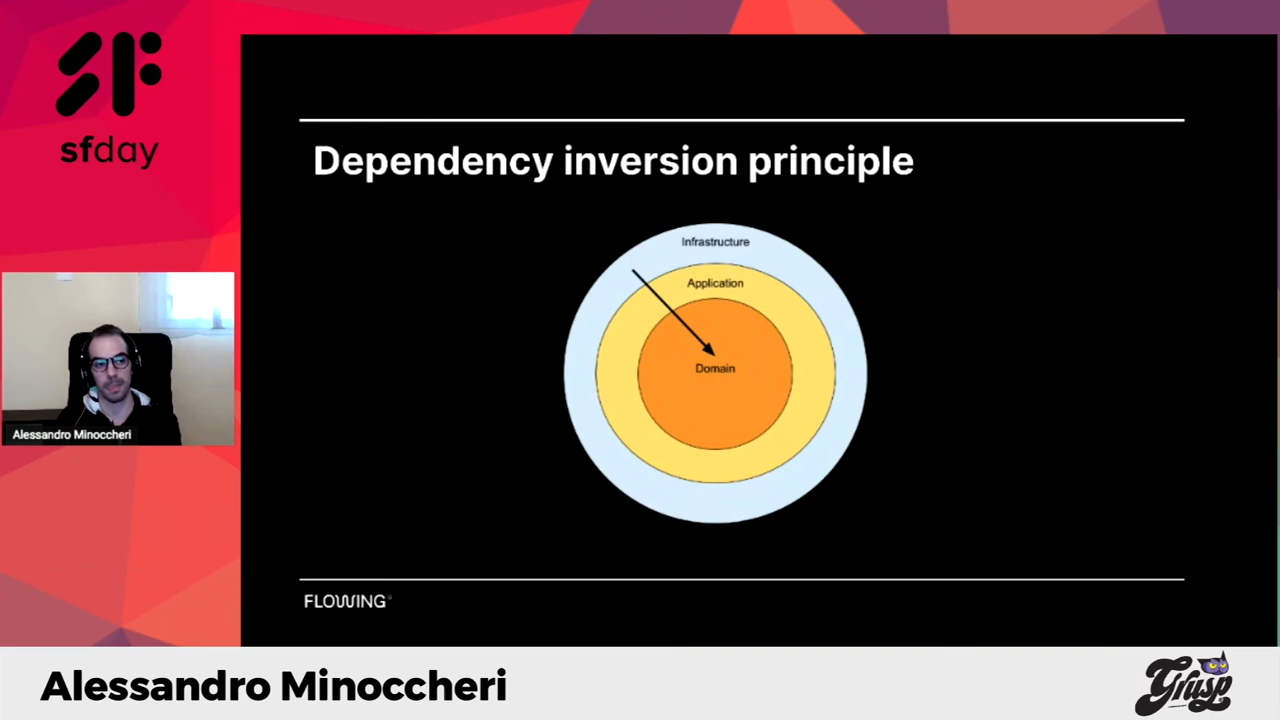 sfday
Dependency inversion principle
Infrastructure
Application
Domain
Alessandro Minoccheri
FLOWING
Alessandro Minoccheri
Grusp